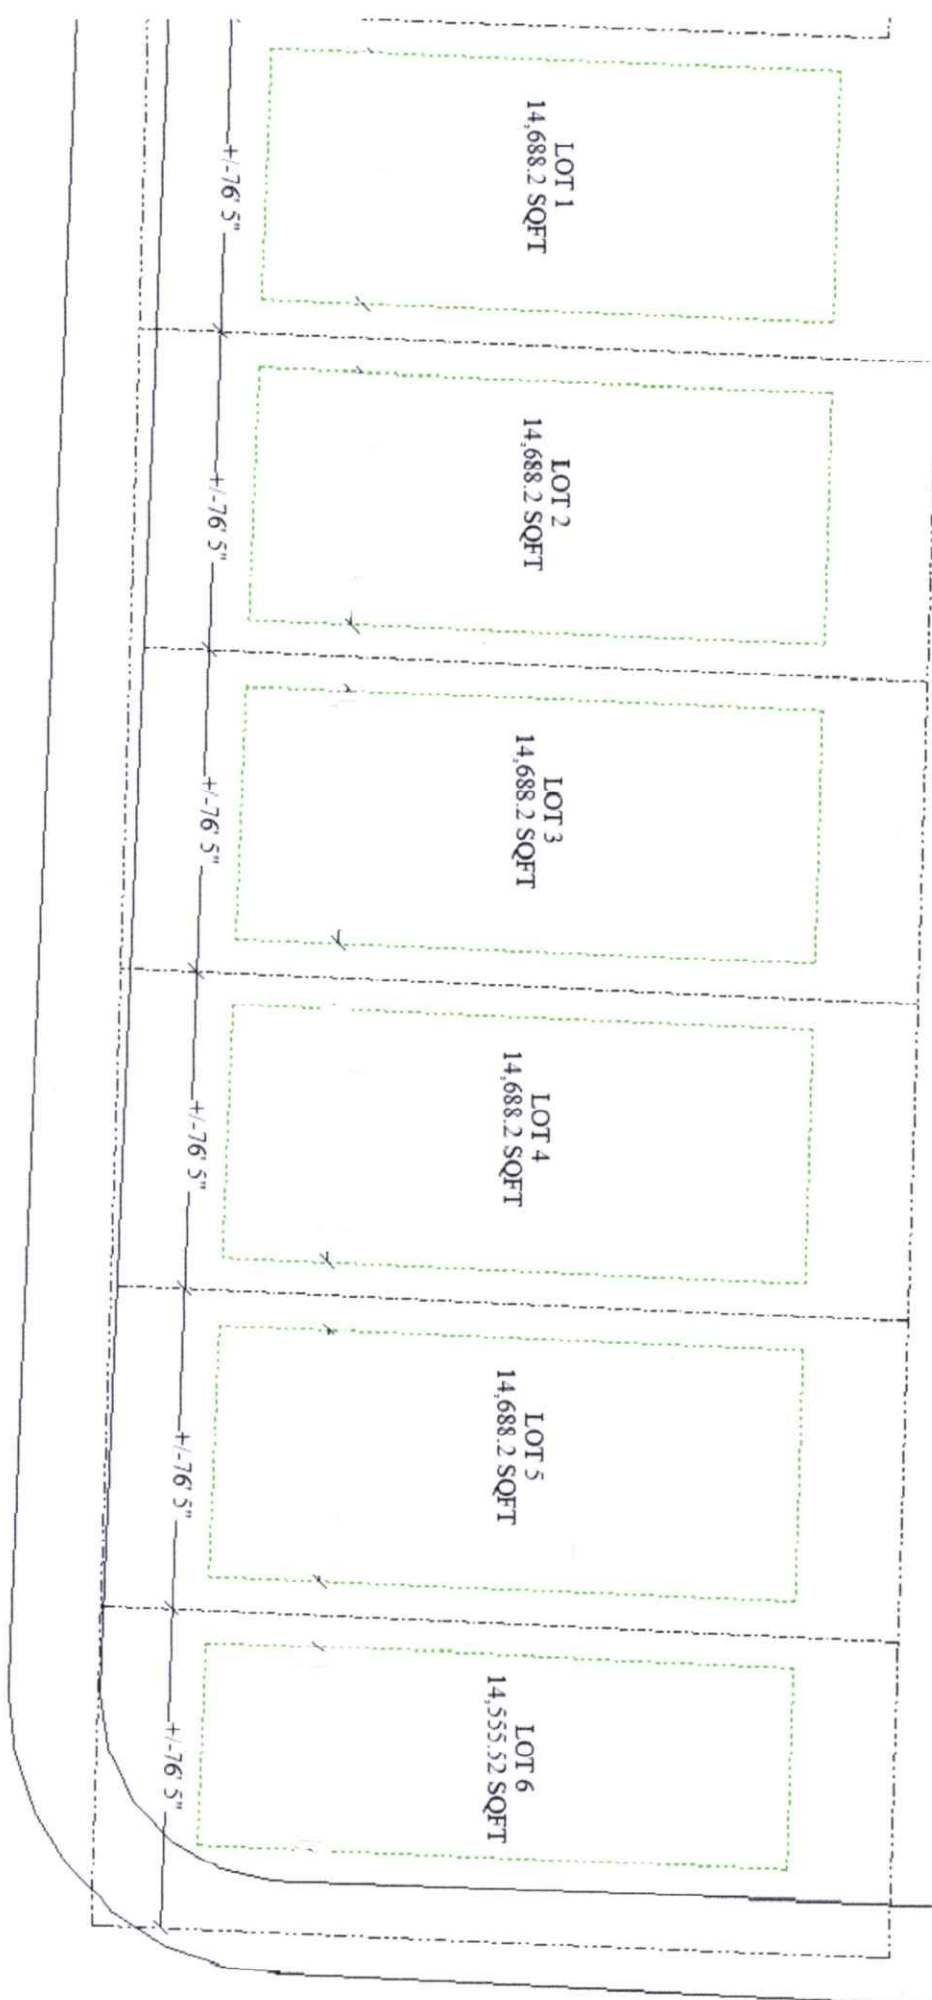 LOT 1
14,688.2 SQFT
+/-76' 5"
LOT 2
14,688.2 SQFT
+/-76' 5"
LOT 3
14,688.2 SQFT
+/-76' 5"
LOT 4
14,688.2 SQFT
+/-76' 5"
LOT 5
14,688.2 SQFT
+/-76' 5"
LOT 6
14,555.52 SQFT
+/-76' 5"